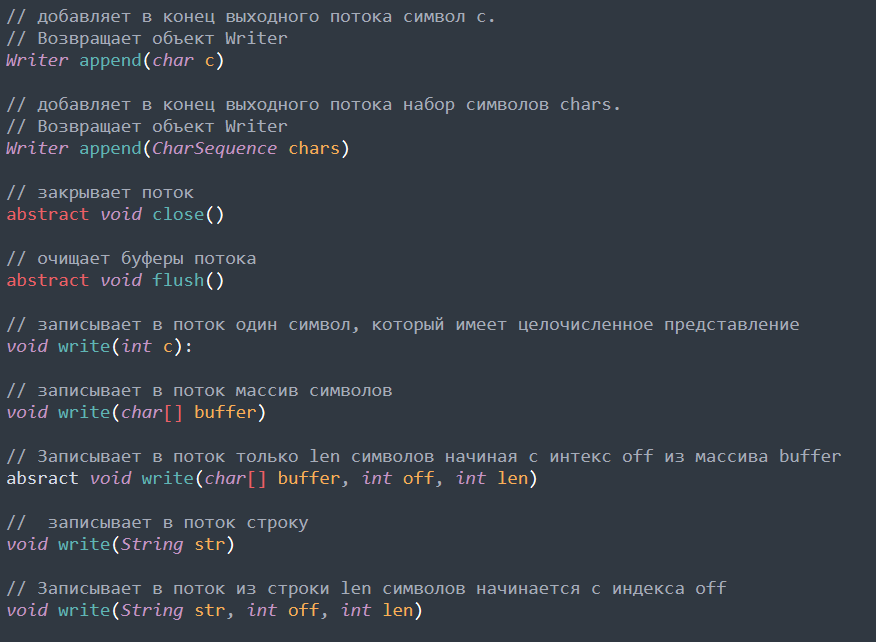 // добавляет в конец выходного потока символ c.
// Возвращает объект Writer
Writer append(char c)
// добавляет в конец выходного потока набор символов chars.
// Возвращает объект Writer
Writer append(CharSequence chars)
// закрывает поток
abstract void close()
// очищает буферы потока
abstract void flush()
// записывает в поток один символ, который имеет целочисленное представление
void write(int c):
// записывает в поток массив символов
void write(char[] buffer)
// Записывает в поток только len символов начиная с интекс off из массива buffer
absract void write(char[] buffer, int off, int len)
//  записывает в поток строку
void write(String str)
// Записывает в поток из строки len символов начинается с индекса off
void write(String str, int off, int len)